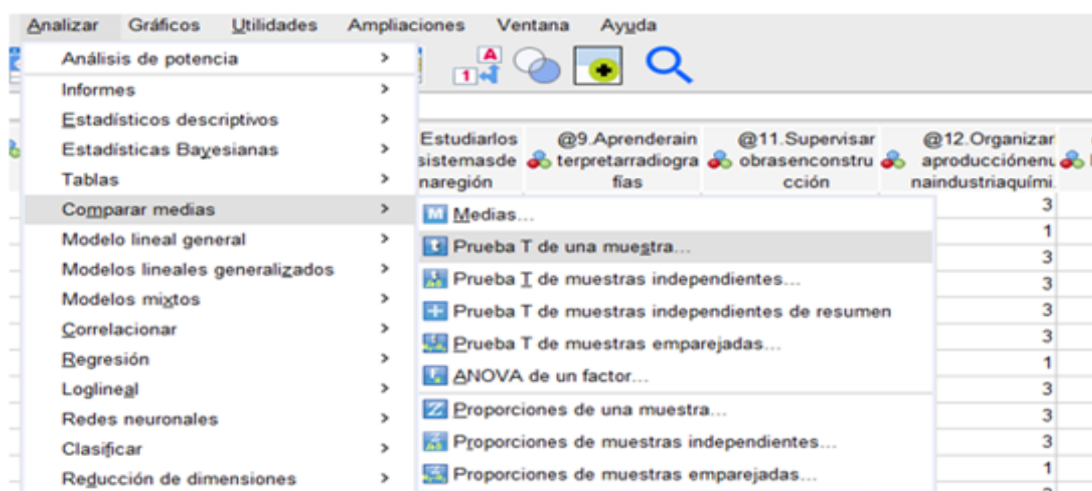 Analizar Gráficos Utilidades Ampliaciones Ventana Ayuda
Análisis de potencia
Informes
Estadísticos descriptivos
Estadísticas Bayesianas
Tablas
Comparar medias
Modelo lineal general
Modelos lineales generalizados
Modelos mixtos
Correlacionar
Regresión
Loglineal
Redes neuronales
Clasificar
Reducción de dimensiones
A
1
Estudiarlos
sistemasde
naregión
@9.Aprenderain
terpretarradiogra
fías
@11.Supervisar
obrasenconstru
cción
@12.Organizar
aproducciónenu
naindustriaquími.
M Medias...
t Prueba T de una muestra...
Prueba T de muestras independientes...
Prueba T de muestras independientes de resumen
Prueba T de muestras emparejadas...
ANOVA de un factor...
Z Proporciones de una muestra...
Proporciones de muestras independientes...
Proporciones de muestras emparejadas...
3
1
3
3
3
3
1
3
3
3
1